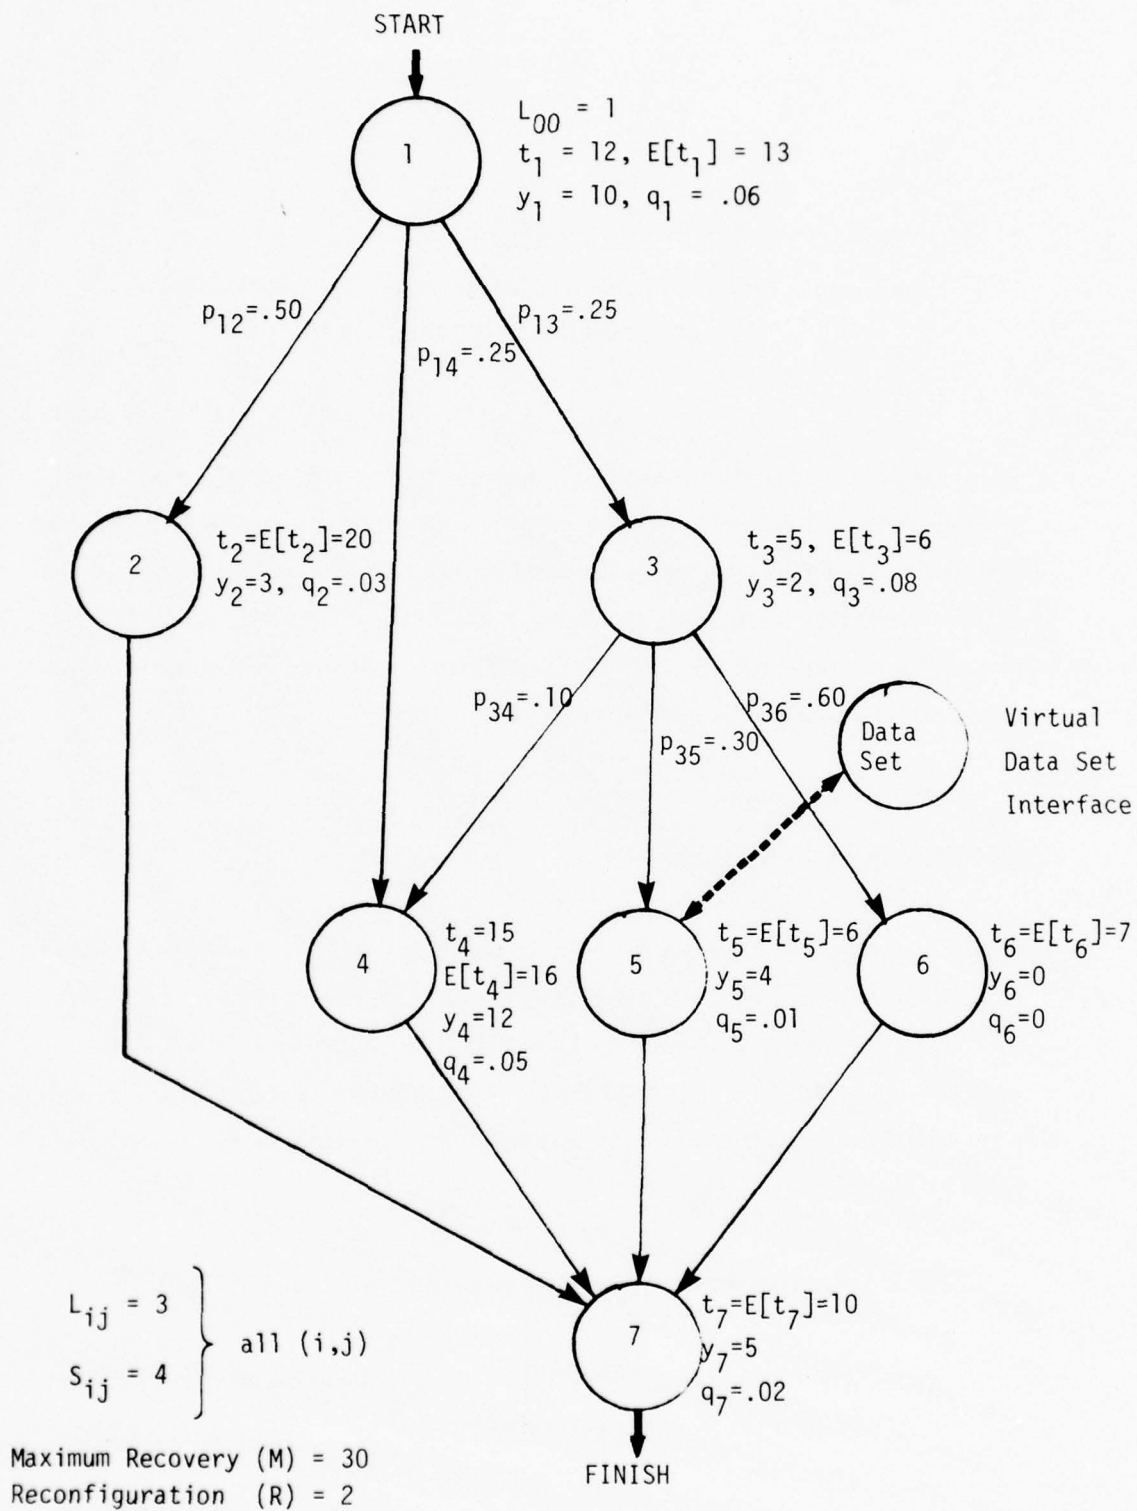 START
1
L00 = 1
t1 = 12, E[t1] = 13
y1 = 10, q1 = .06
p12=.50
p13=.25
p14=.25
2
t2=E[t2]=20
y2=3, q2=.03
3
t3=5, E[t3]=6
y3=2, q3=.08
p34=.10
p35=.30
p36=.60
Data
Set
Virtual
Data Set
Interface
4
t4=15
E[t4]=16
y4=12
q4=.05
5
t5=E[t5]=6
y5=4
q5=.01
6
t6=E[t6]=7
y6=0
q6=0
7
t7=E[t7]=10
y7=5
q7=.02
Lij = 3
Sij = 4
all (i,j)
Maximum Recovery (M) = 30
Reconfiguration (R) = 2
FINISH